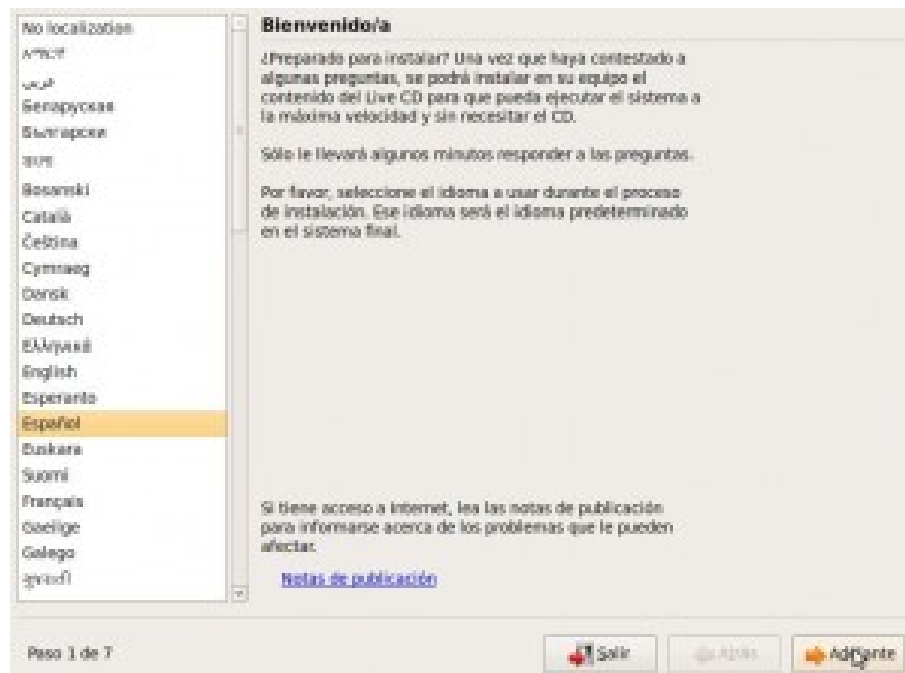 No localization
አማርኛ
عربي
Беларуская
Български
বাংলা
Bosanski
Català
Čeština
Cymraeg
Dansk
Deutsch
Ελληνικά
English
Esperanto
Español
Euskara
Suomi
Français
Gaeilge
Galego
ગુજરાતી
Bienvenido/a
¿Preparado para instalar? Una vez que haya contestado a
algunas preguntas, se podrá instalar en su equipo el
contenido del Live CD para que pueda ejecutar el sistema a
la máxima velocidad y sin necesitar el CD.
Sólo le llevará algunos minutos responder a las preguntas.
Por favor, seleccione el idioma a usar durante el proceso
de instalación. Ese idioma será el idioma predeterminado
en el sistema final.
Si tiene acceso a Internet, lea las notas de publicación
para informarse acerca de los problemas que le pueden
afectar.
Notas de publicación
Paso 1 de 7
Salir
Atrás
Adelante